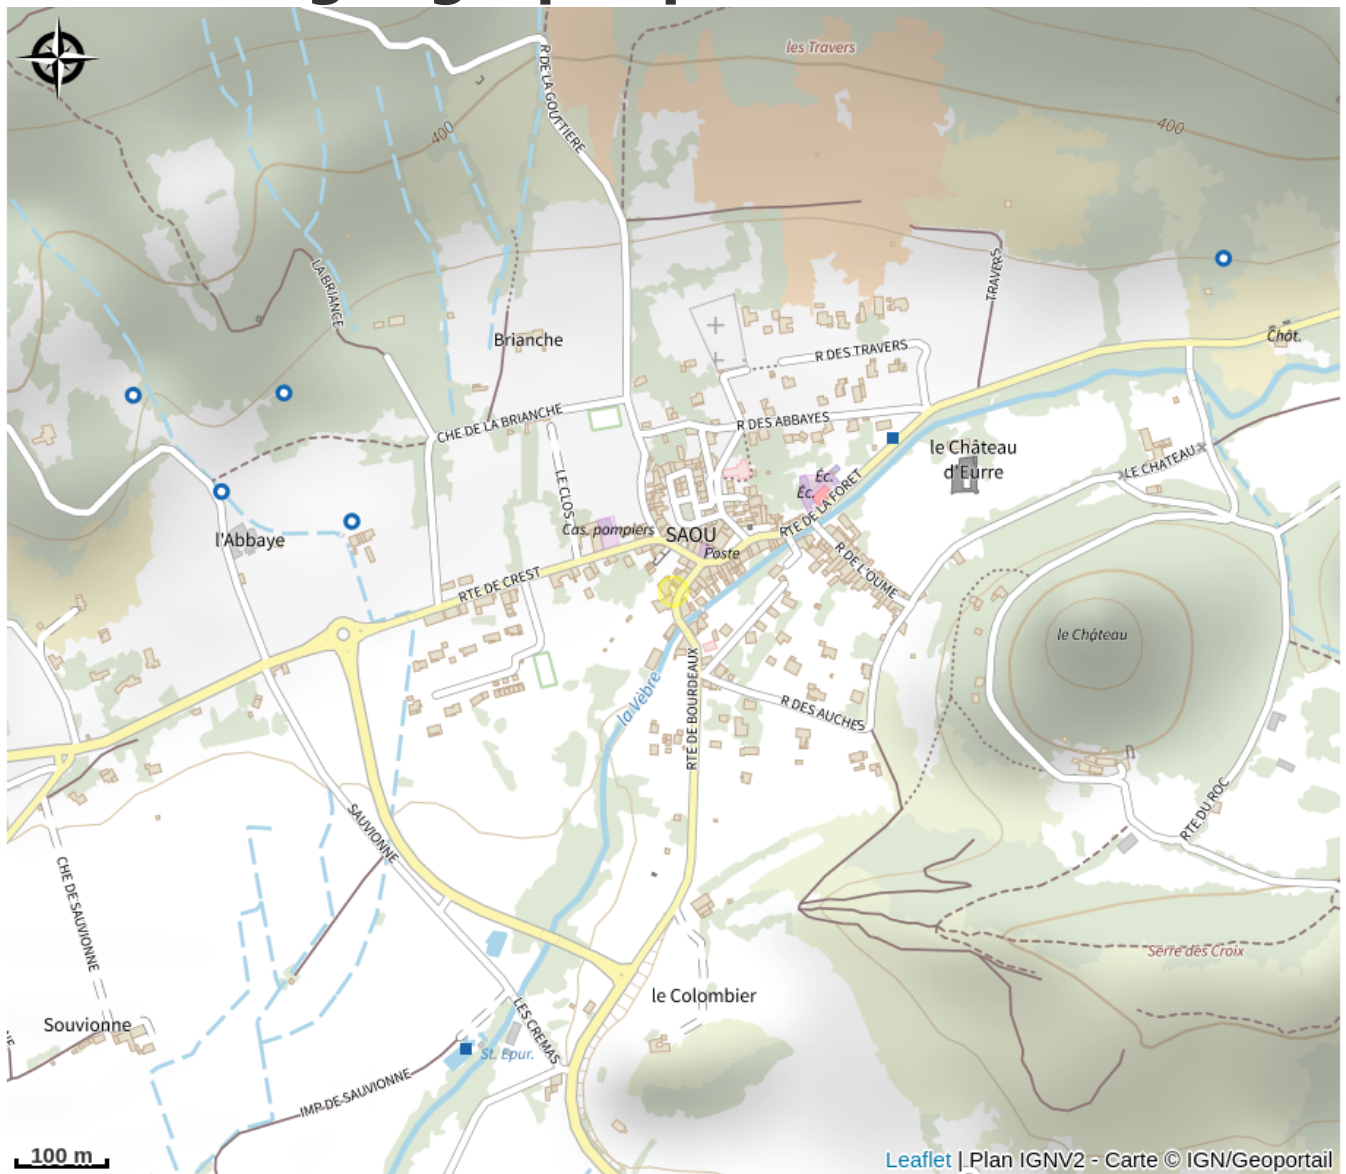 les Travers
R DE LA GOUTTIERE
400
400
LA BRIANCE
TRAVERS
Brianche
R DES TRAVERS
Chât.
CHE DE LA BRIANCHE
R DES ABBAYES
le Château
d'Eurre
LE CHATEAU
LE CLOS
Éc.
Éc.
l'Abbaye
Cas. pompiers
SAOU
RTE DE LA FORET
Poste
R DE L'OUME
RTE DE CREST
le Château
la Vèbre
RTE DE BOURDEAUX
R DES AUCHES
SAUVIONNE
RTE DU ROC
CHE DE SAUVIONNE
Serre des Croix
le Colombier
Souvionne
LES CREMAS
St. Epur.
IMP DE SAUVIONNE
100 m
Leaflet | Plan IGNV2 - Carte © IGN/Geoportail